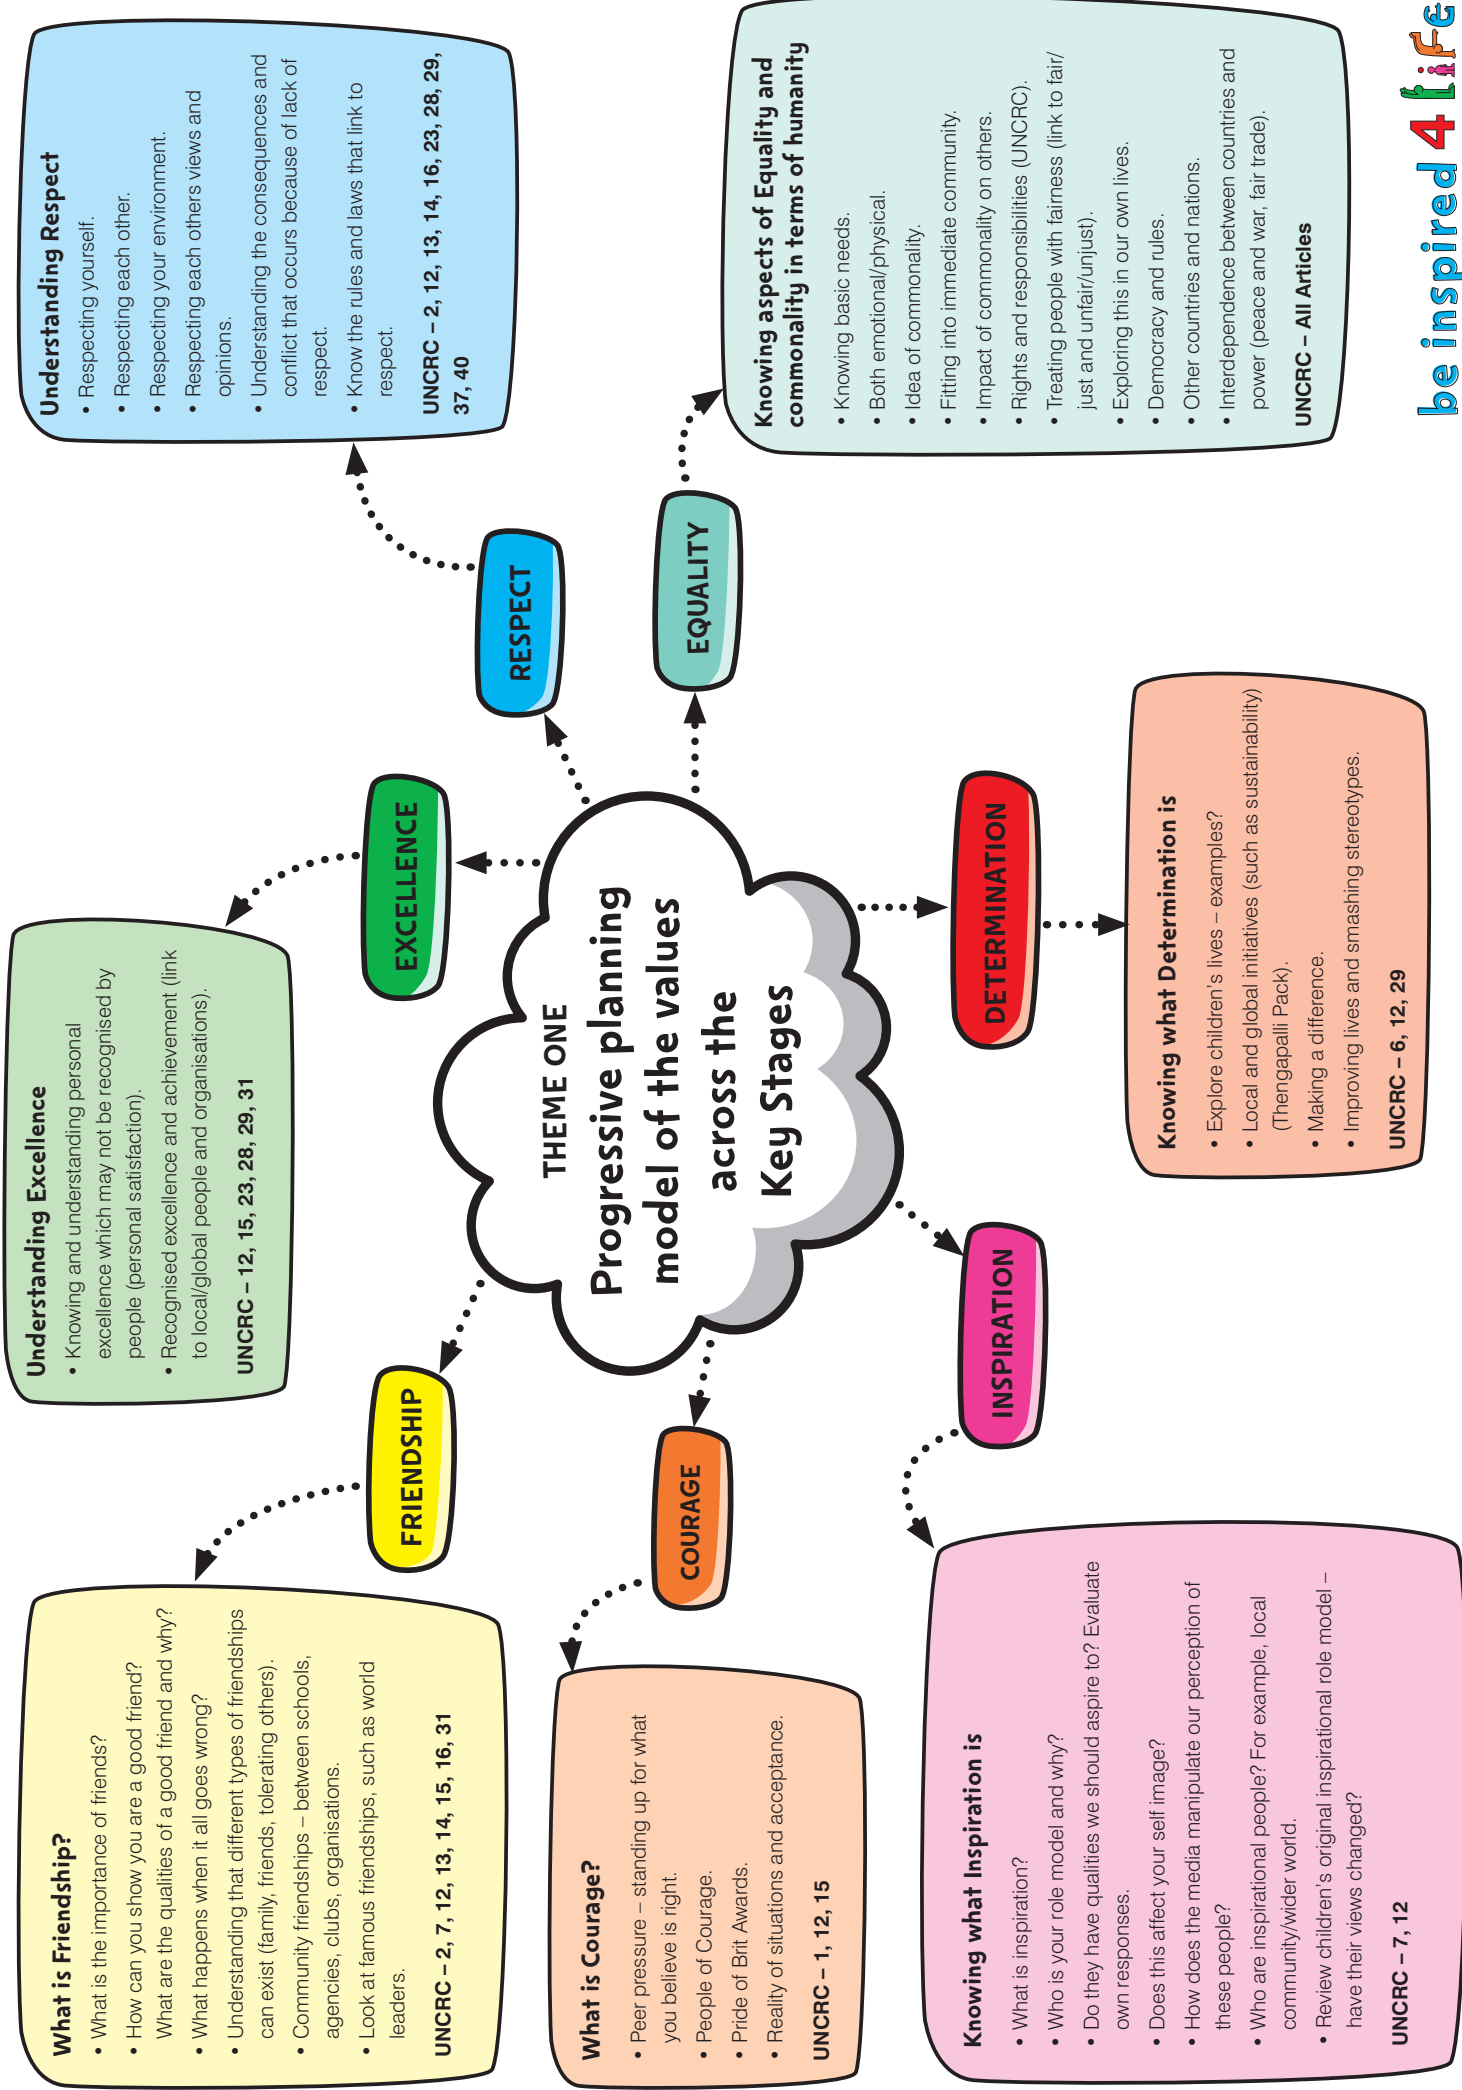 What is Friendship?
• What is the importance of friends?
• How can you show you are a good friend?
What are the qualities of a good friend and why?
• What happens when it all goes wrong?
• Understanding that different types of friendships
can exist (family, friends, tolerating others).
• Community friendships – between schools,
agencies, clubs, organisations.
• Look at famous friendships, such as world
leaders.
UNCRC – 2, 7, 12, 13, 14, 15, 16, 31
Understanding Excellence
• Knowing and understanding personal
excellence which may not be recognised by
people (personal satisfaction).
• Recognised excellence and achievement (link
to local/global people and organisations).
UNCRC – 12, 15, 23, 28, 29, 31
Understanding Respect
• Respecting yourself.
• Respecting each other.
• Respecting your environment.
• Respecting each others views and
opinions.
• Understanding the consequences and
conflict that occurs because of lack of
respect.
• Know the rules and laws that link to
respect.
UNCRC – 2, 12, 13, 14, 16, 23, 28, 29,
37, 40
FRIENDSHIP
EXCELLENCE
RESPECT
THEME ONE
Progressive planning
model of the values
across the
Key Stages
What is Courage?
• Peer pressure – standing up for what
you believe is right.
• People of Courage.
• Pride of Brit Awards.
• Reality of situations and acceptance.
UNCRC – 1, 12, 15
COURAGE
EQUALITY
Knowing aspects of Equality and
commonality in terms of humanity
• Knowing basic needs.
• Both emotional/physical.
• Idea of commonality.
• Fitting into immediate community.
• Impact of commonality on others.
• Rights and responsibilities (UNCRC).
• Treating people with fairness (link to fair/
just and unfair/unjust).
• Exploring this in our own lives.
• Democracy and rules.
• Other countries and nations.
• Interdependence between countries and
power (peace and war, fair trade).
UNCRC – All Articles
INSPIRATION
DETERMINATION
Knowing what Inspiration is
• What is inspiration?
• Who is your role model and why?
• Do they have qualities we should aspire to? Evaluate
own responses.
• Does this affect your self image?
• How does the media manipulate our perception of
these people?
• Who are inspirational people? For example, local
community/wider world.
• Review children's original inspirational role model –
have their views changed?
UNCRC – 7, 12
Knowing what Determination is
• Explore children's lives – examples?
• Local and global initiatives (such as sustainability)
(Thengapalli Pack).
• Making a difference.
• Improving lives and smashing stereotypes.
UNCRC – 6, 12, 29
be inspired 4 life